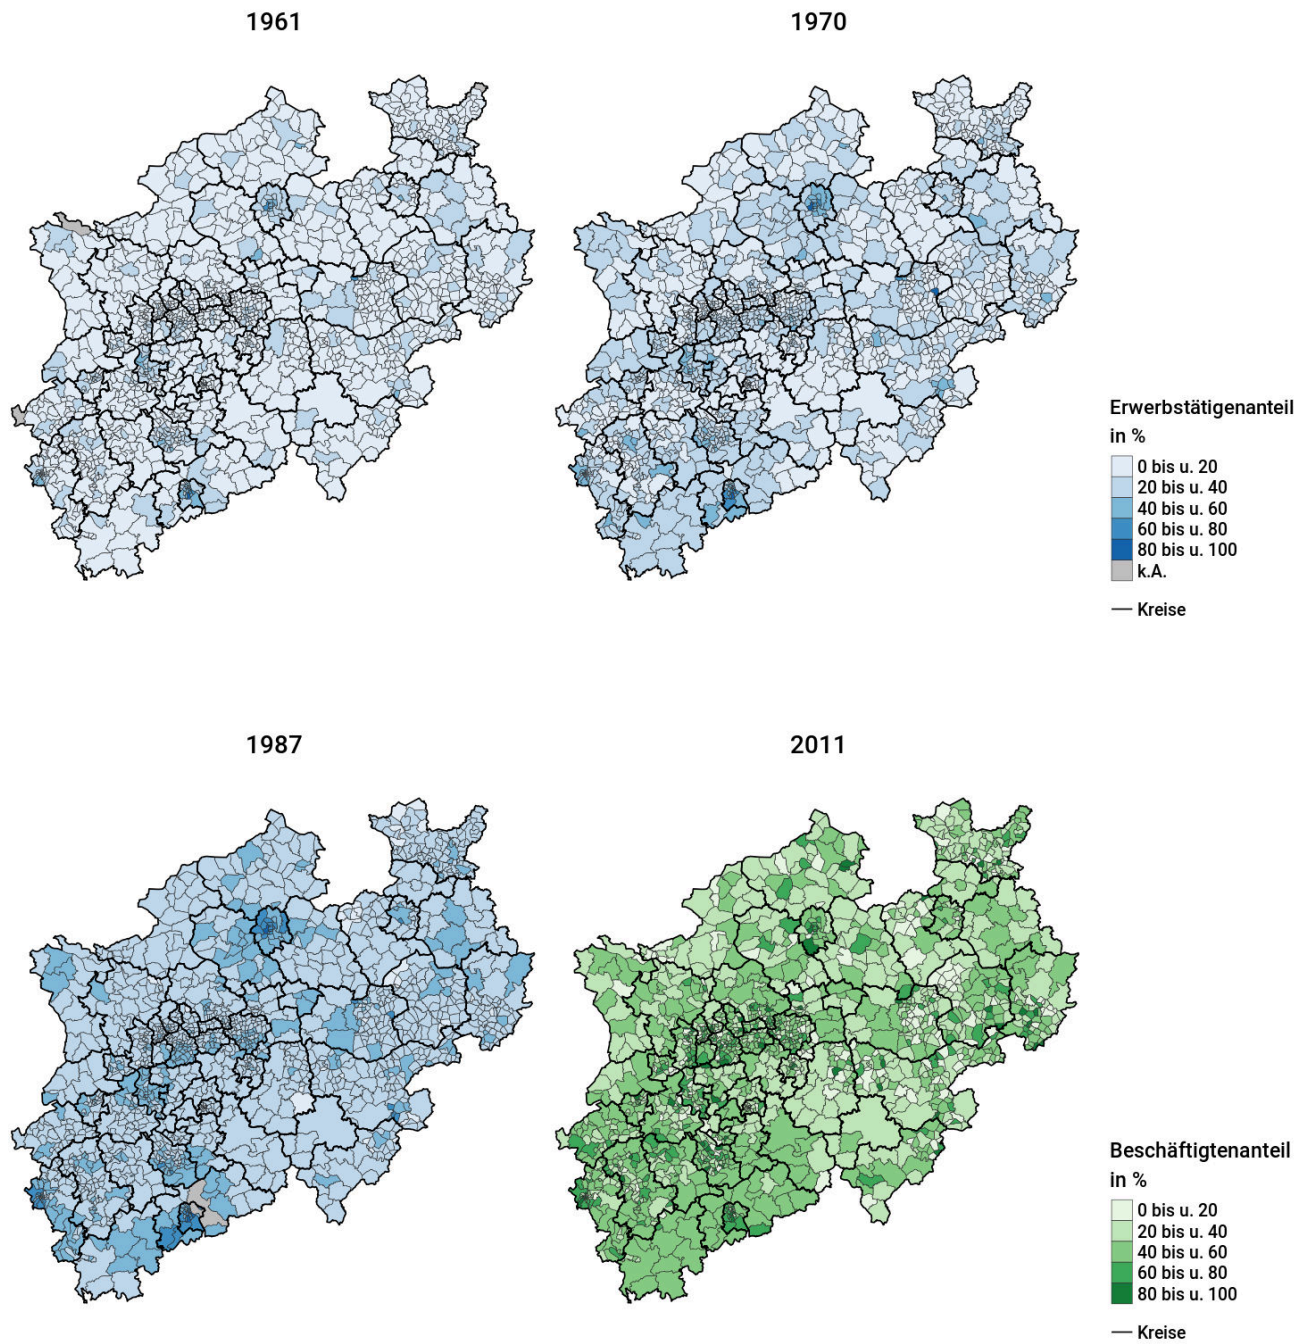 1961
1970
Erwerbstätigenanteil
in %
0 bis u. 20
20 bis u. 40
40 bis u. 60
60 bis u. 80
80 bis u. 100
k.A.
Kreise
1987
2011
Beschäftigtenanteil
in %
0 bis u. 20
20 bis u. 40
40 bis u. 60
60 bis u. 80
80 bis u. 100
Kreise